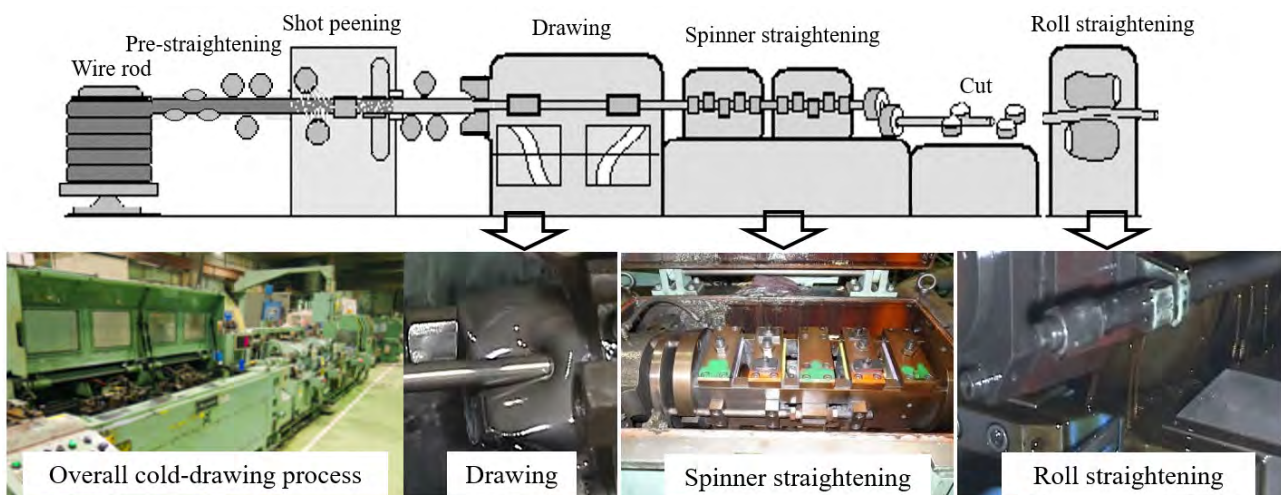 Shot peening
Drawing
Spinner straightening
Roll straightening
Pre-straightening
Wire rod
Cut
Overall cold-drawing process
Drawing
Spinner straightening
Roll straightening